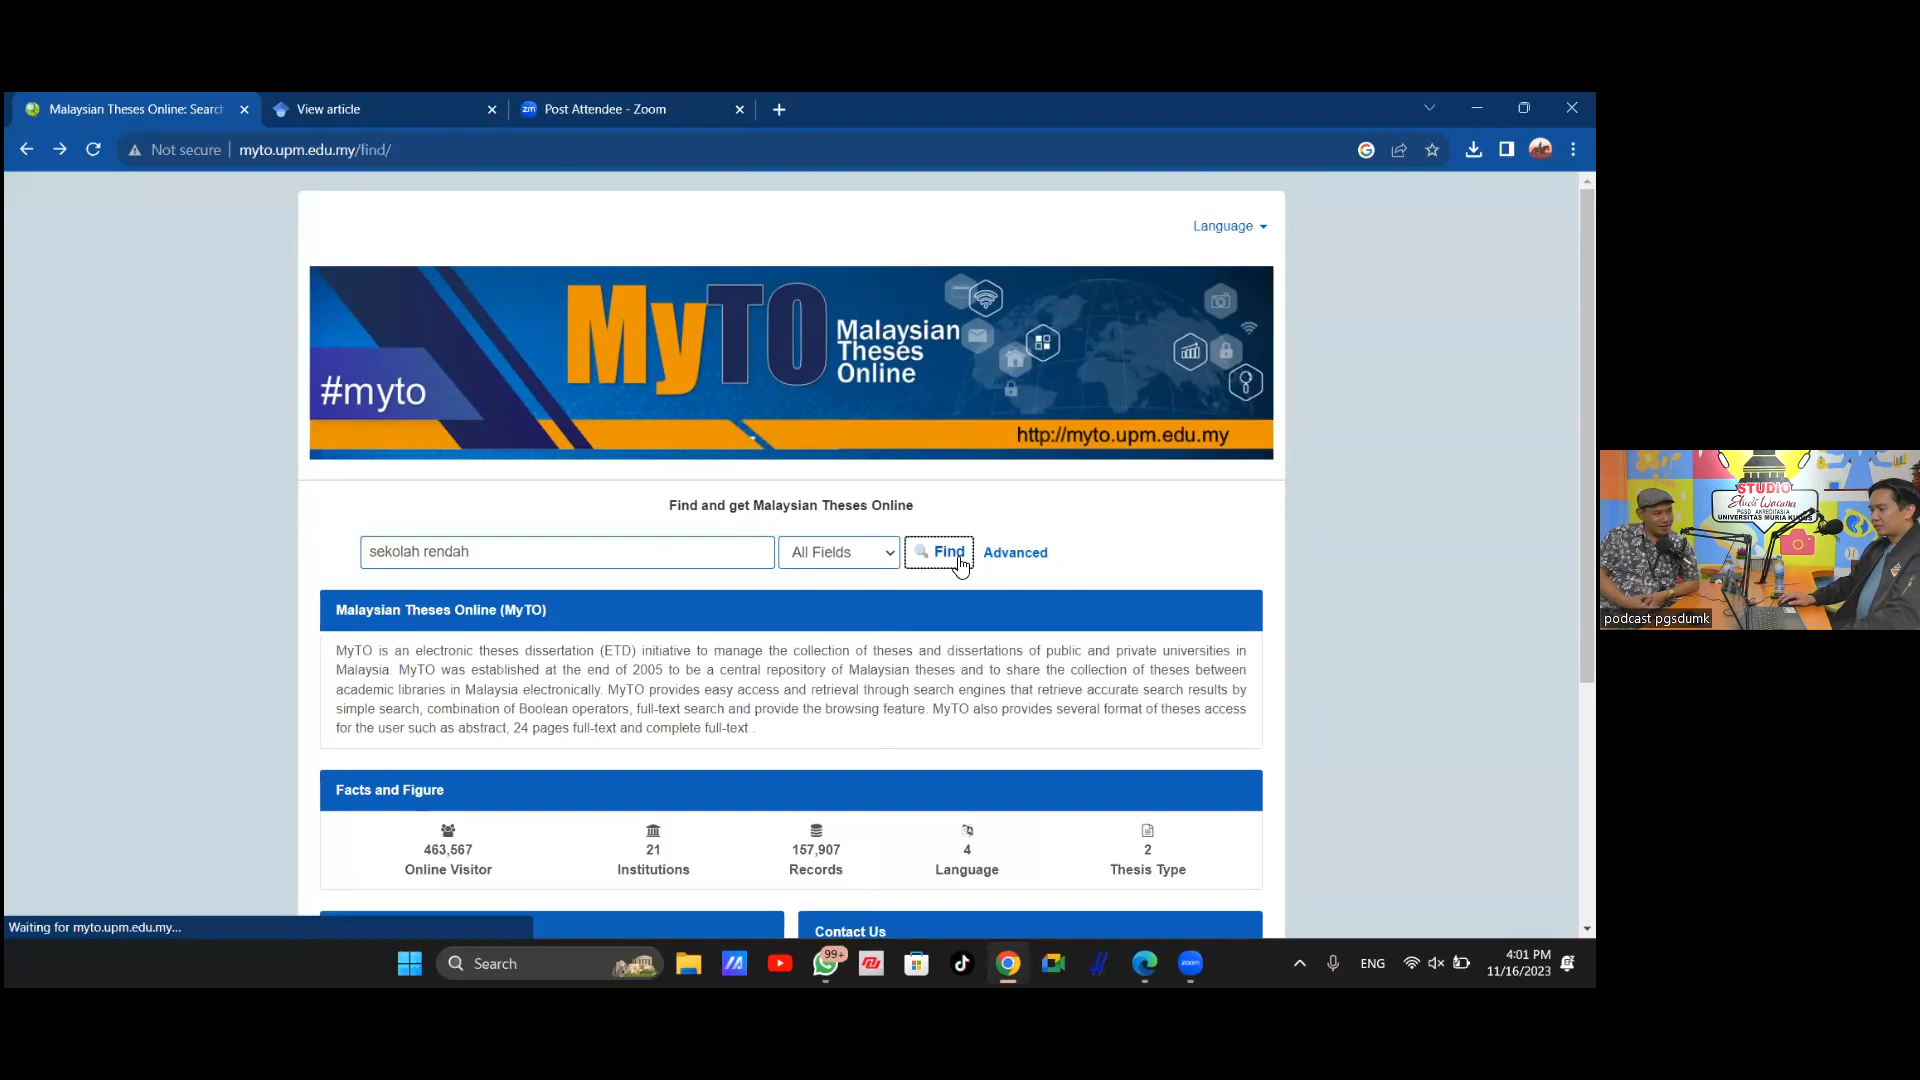 Malaysian Theses Online: Searc
View article
Post Attendee - Zoom
Not secure
myto.upm.edu.my/find/
Language
#myto
MyTO
Malaysian
Theses
Online
http://myto.upm.edu.my
Find and get Malaysian Theses Online
sekolah rendah
All Fields
Find
Advanced
Malaysian Theses Online (MyTO)
MyTO is an electronic theses dissertation (ETD) initiative to manage the collection of theses and dissertations of public and private universities in
Malaysia. MyTO was established at the end of 2005 to be a central repository of Malaysian theses and to share the collection of theses between
academic libraries in Malaysia electronically. MyTO provides easy access and retrieval through search engines that retrieve accurate search results by
simple search, combination of Boolean operators, full-text search and provide the browsing feature. MyTO also provides several format of theses access
for the user such as abstract, 24 pages full-text and complete full-text .
Facts and Figure
463,567
Online Visitor
21
Institutions
157,907
Records
4
Language
2
Thesis Type
Contact Us
Waiting for myto.upm.edu.my...
Search
99+
zoom
ENG
4:01 PM
11/16/2023
STUDIO
PGSD AKREDITASI A
UNIVERSITAS MURIA KUDUS
podcast pgsdumk